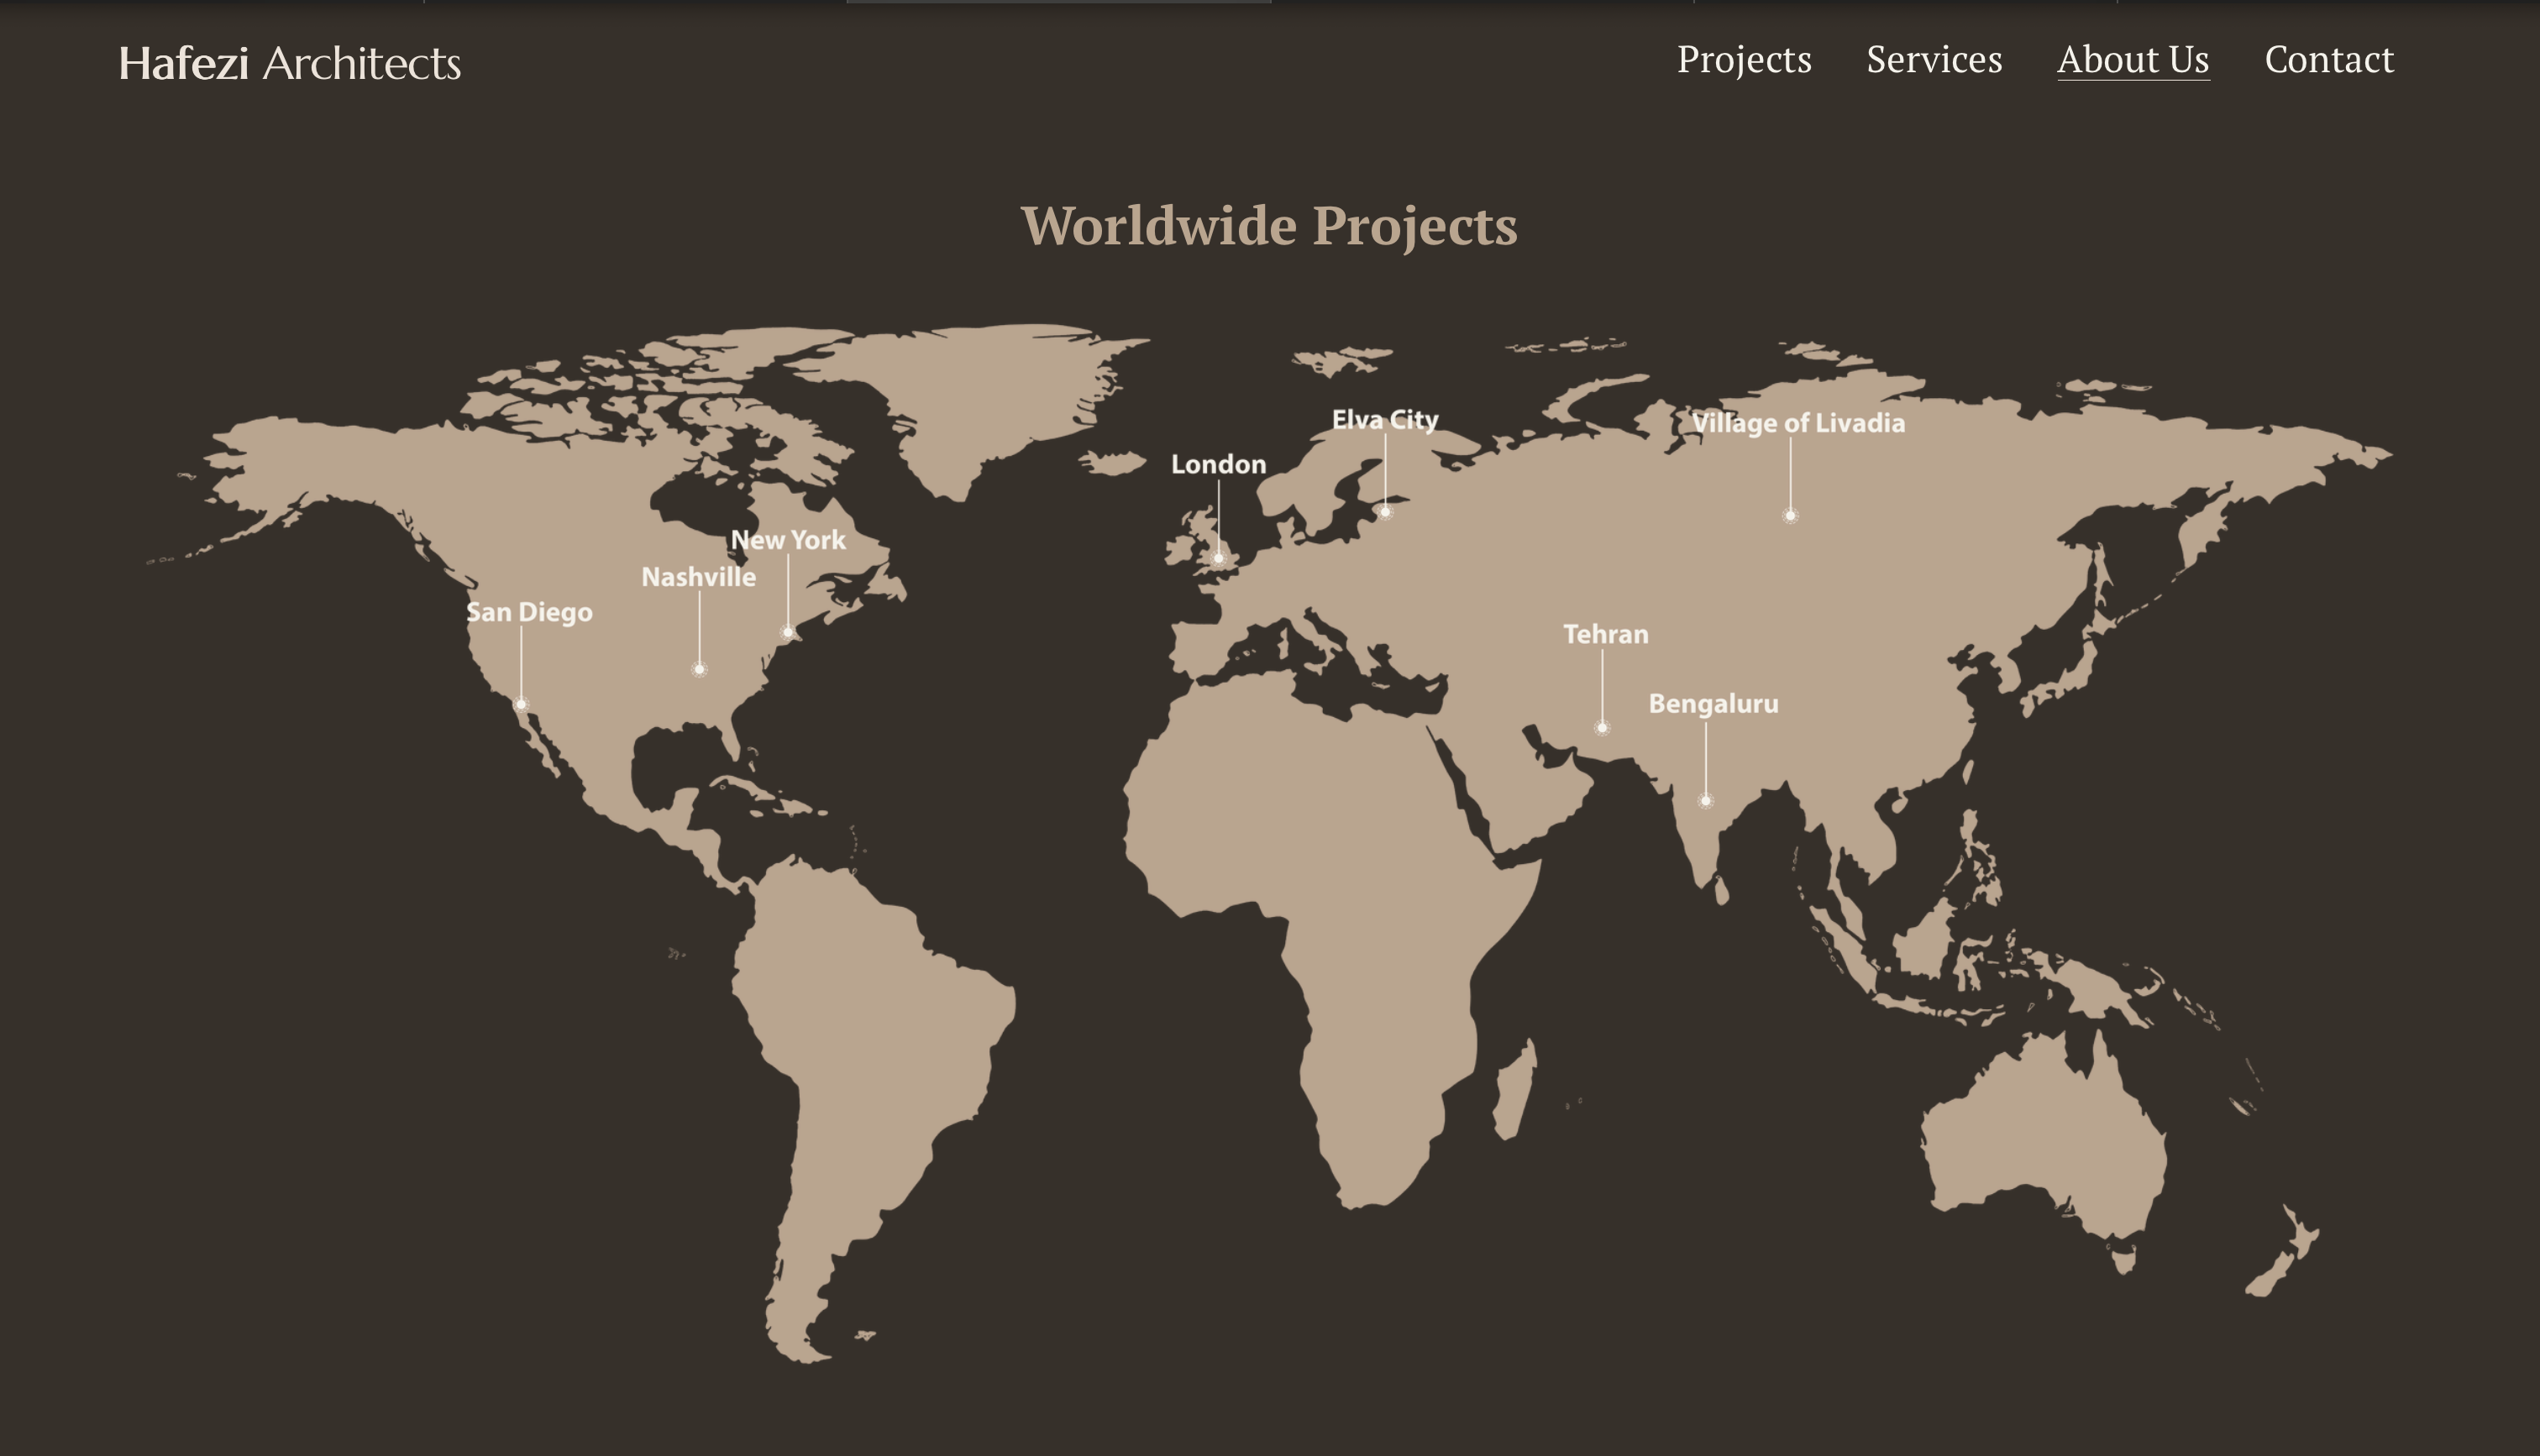 Hafezi Architects
Projects Services About Us Contact
Worldwide Projects
Elva City
Village of Livadia
London
New York
Nashville
San Diego
Tehran
Bengaluru